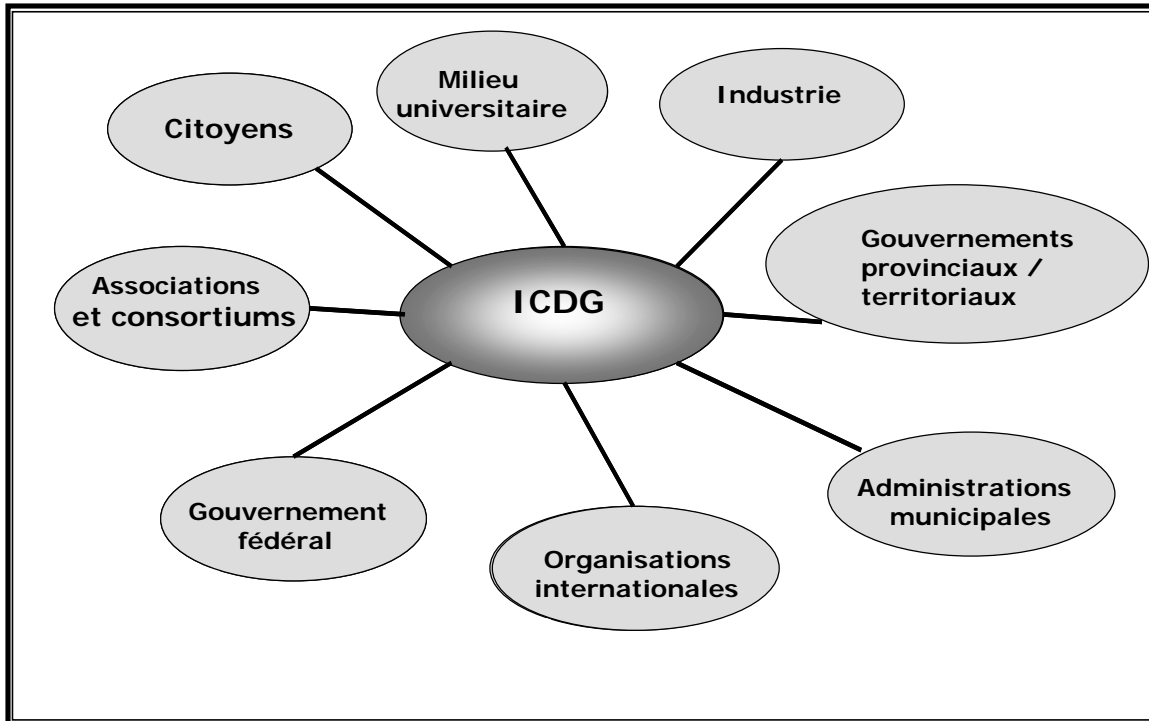 Citoyens
Milieu
universitaire
Industrie
Gouvernements
provinciaux /
territoriaux
Associations
et consortiums
ICDG
Gouvernement
fédéral
Organisations
internationales
Administrations
municipales